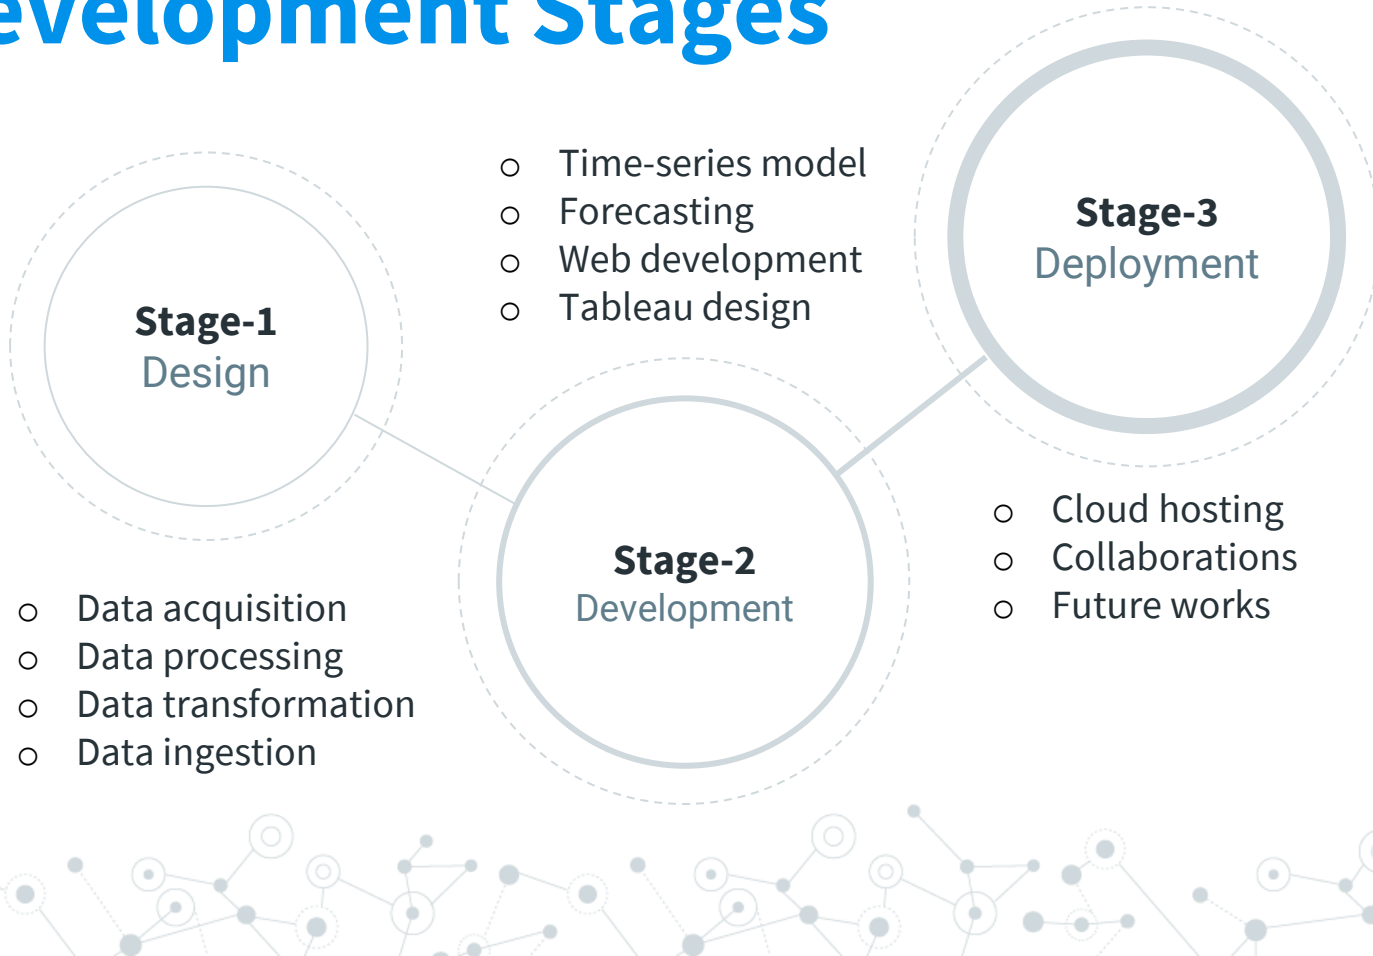 evelopment Stages
Stage-1
Design
○ Data acquisition
○ Data processing
○ Data transformation
○ Data ingestion
○ Time-series model
○ Forecasting
○ Web development
○ Tableau design
Stage-2
Development
Stage-3
Deployment
○ Cloud hosting
○ Collaborations
○ Future works